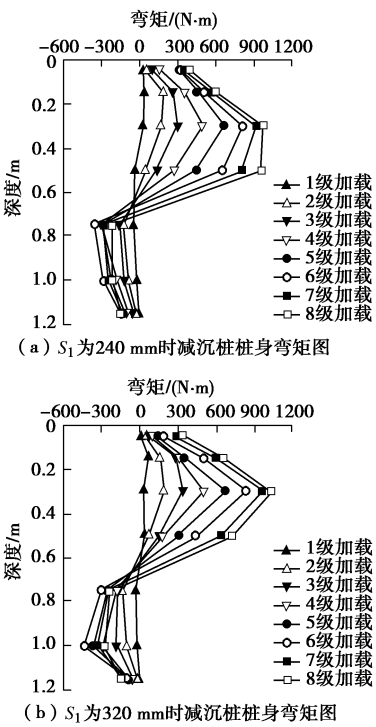 弯矩/(N·m)
−600 −300 0 300 600 900 1200
0
0.2
0.4
0.6
0.8
1.0
1.2
深度/m
1级加载
2级加载
3级加载
4级加载
5级加载
6级加载
7级加载
8级加载
(a) S₁为240 mm时减沉桩桩身弯矩图
弯矩/(N·m)
−600 −300 0 300 600 900 1200
0
0.2
0.4
0.6
0.8
1.0
1.2
深度/m
1级加载
2级加载
3级加载
4级加载
5级加载
6级加载
7级加载
8级加载
(b) S₁为320 mm时减沉桩桩身弯矩图